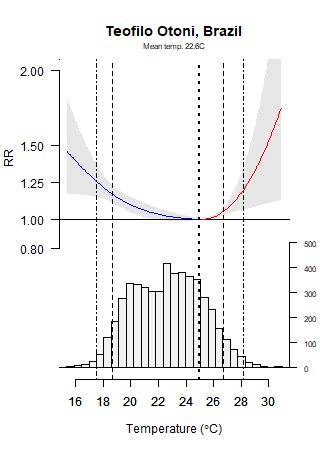 Teofilo Otoni, Brazil
Mean temp. 22.6C
2.00
1.50
1.25
1.00
0.80
RR
500
400
300
200
100
0
16 18 20 22 24 26 28 30
Temperature (°C)